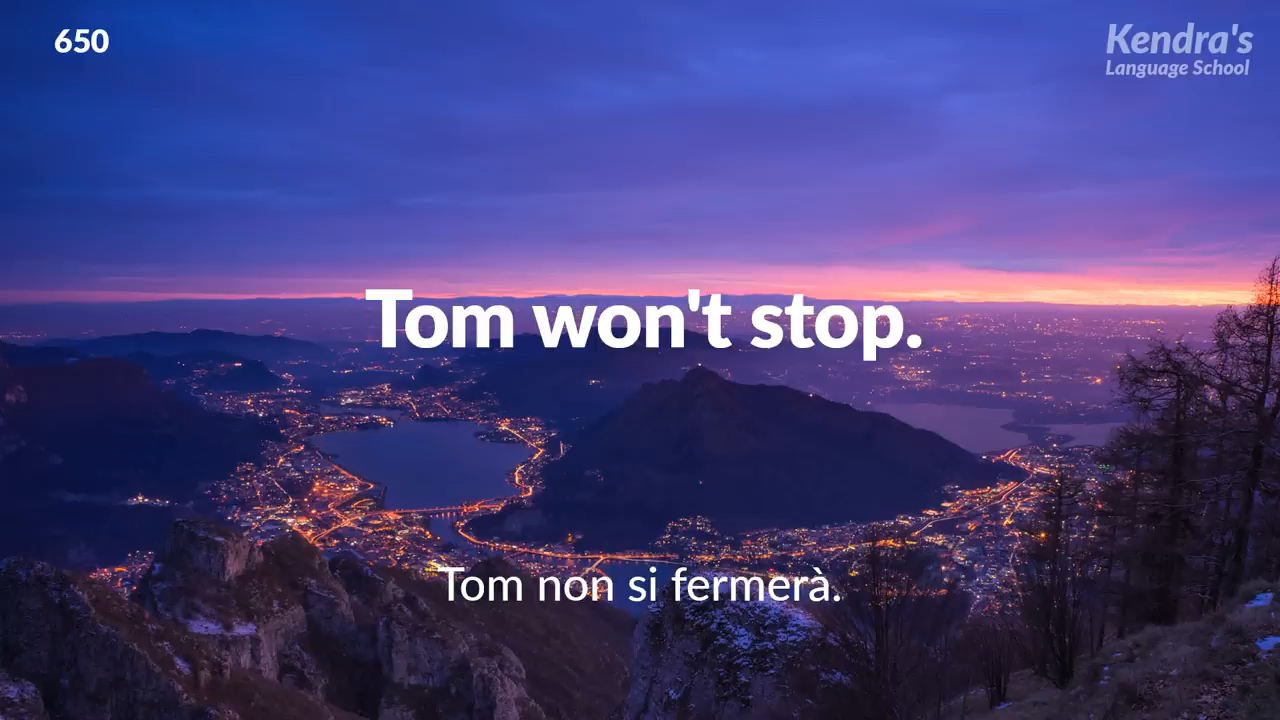 650
Kendra's
Language School
Tom won't stop.
Tom non si fermerà.